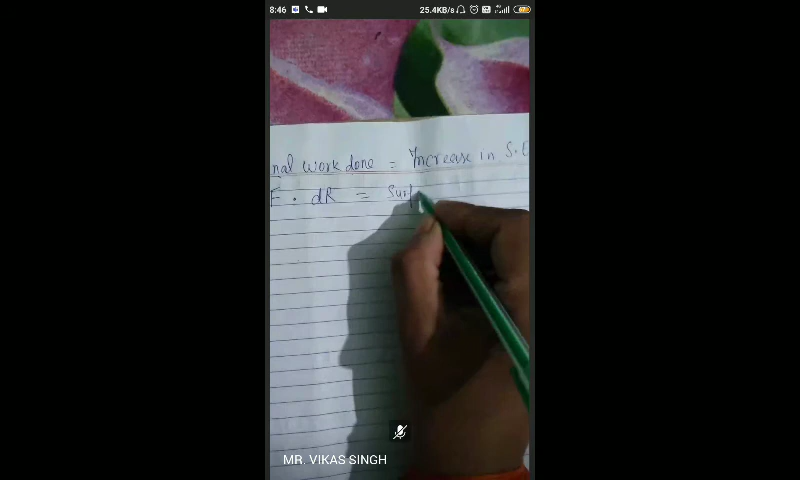 8:46 25.4KB/s
nal work done = Increase in S.E
F . dR = Surf
MR. VIKAS SINGH